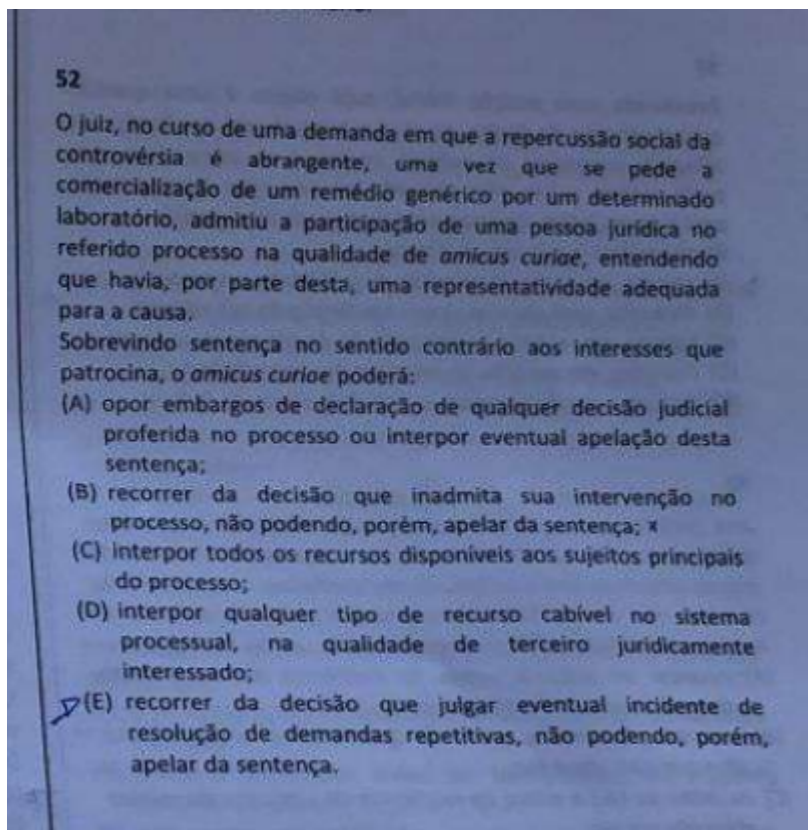 52
O juiz, no curso de uma demanda em que a repercussão social da
controvérsia é abrangente, uma vez que se pede a
comercialização de um remédio genérico por um determinado
laboratório, admitiu a participação de uma pessoa jurídica no
referido processo na qualidade de amicus curiae, entendendo
que havia, por parte desta, uma representatividade adequada
para a causa.
Sobrevindo sentença no sentido contrário aos interesses que
patrocina, o amicus curiae poderá:
(A) opor embargos de declaração de qualquer decisão judicial
proferida no processo ou interpor eventual apelação desta
sentença;
(B) recorrer da decisão que inadmita sua intervenção no
processo, não podendo, porém, apelar da sentença; x
(C) interpor todos os recursos disponíveis aos sujeitos principais
do processo;
(D) interpor qualquer tipo de recurso cabível no sistema
processual, na qualidade de terceiro juridicamente
interessado;
(E) recorrer da decisão que julgar eventual incidente de
resolução de demandas repetitivas, não podendo, porém,
apelar da sentença.